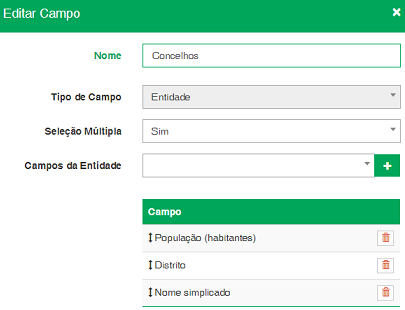 Editar Campo
Nome
Concelhos
Tipo de Campo
Entidade
Seleção Múltipla
Sim
Campos da Entidade
Campo
População (habitantes)
Distrito
Nome simplicado